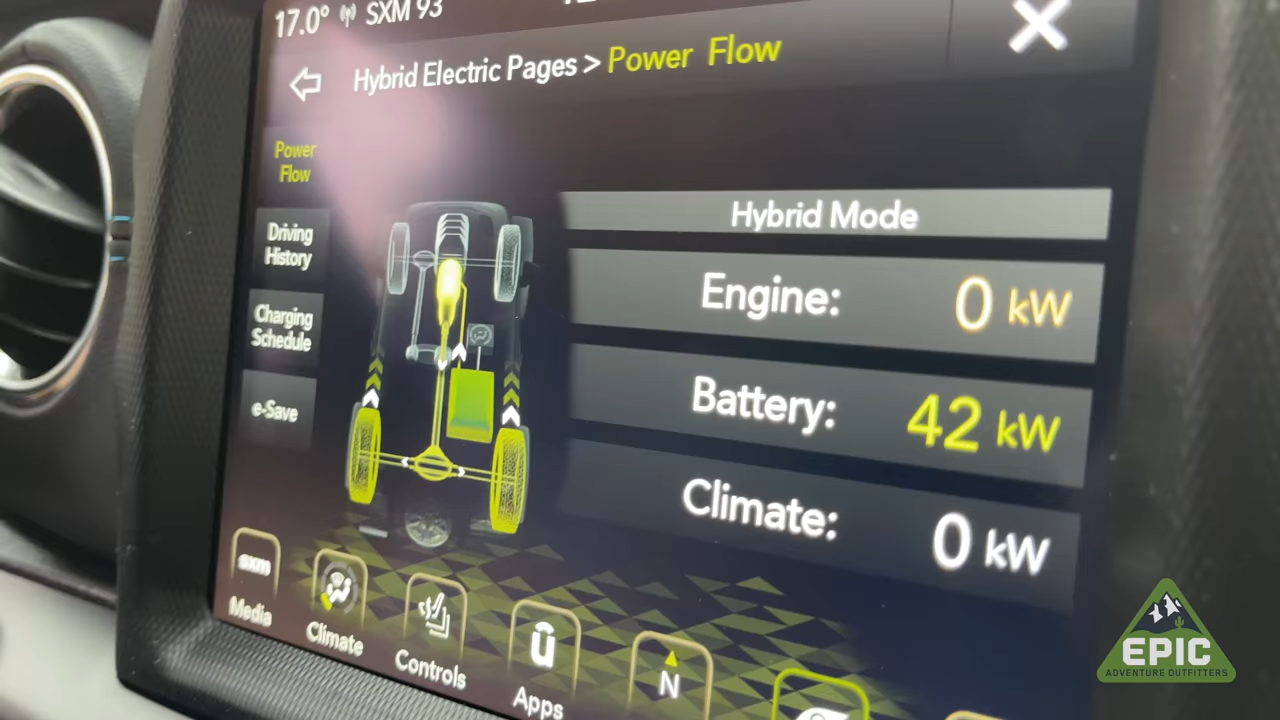 17.0° SXM 93
Hybrid Electric Pages > Power Flow
Power
Flow
Driving
History
Charging
Schedule
e-Save
Hybrid Mode
Engine: 0 kW
Battery: 42 kW
Climate: 0 kW
sxm
Media
Climate
Controls
û
Apps
N
EPIC
ADVENTURE OUTFITTERS